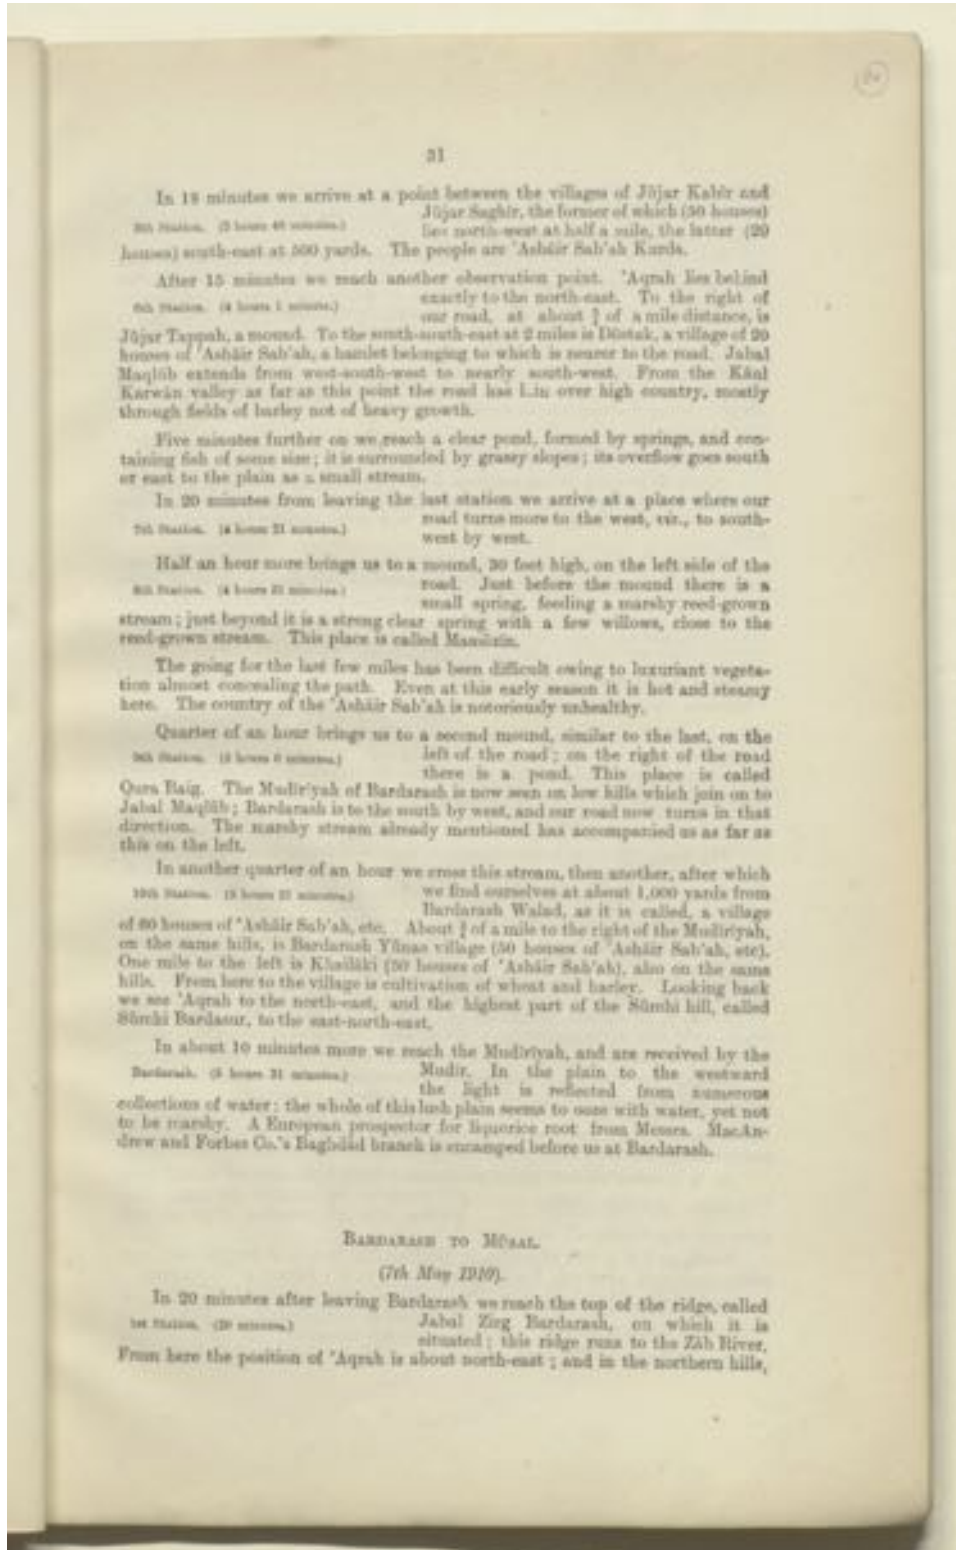 31
In 18 minutes we arrive at a point between the villages of Jūjar Kabīr and
Jūjar Saghīr, the former of which (50 houses)
5th Station. (3 hours 46 minutes.)
lies north-west at half a mile, the latter (20
houses) south-east at 500 yards. The people are 'Ashāir Sab'ah Kurds.
After 15 minutes we reach another observation point. 'Aqrah lies behind
exactly to the north-east. To the right of
6th Station. (4 hours 1 minute.)
our road, at about ¾ of a mile distance, is
Jūjar Tappah, a mound. To the south-south-east at 2 miles is Dūstak, a village of 20
houses of 'Ashāir Sab'ah, a hamlet belonging to which is nearer to the road. Jabal
Maqlūb extends from west-south-west to nearly south-west. From the Kānī
Karwān valley as far as this point the road has lain over high country, mostly
through fields of barley not of heavy growth.
Five minutes further on we reach a clear pond, formed by springs, and con-
taining fish of some size; it is surrounded by grassy slopes; its overflow goes south
or east to the plain as a small stream.
In 20 minutes from leaving the last station we arrive at a place where our
road turns more to the west, viz., to south-
7th Station. (4 hours 21 minutes.)
west by west.
Half an hour more brings us to a mound, 30 feet high, on the left side of the
road. Just before the mound there is a
8th Station. (4 hours 51 minutes.)
small spring, feeding a marshy reed-grown
stream; just beyond it is a strong clear spring with a few willows, close to the
reed-grown stream. This place is called
The going for the last few miles has been difficult owing to luxuriant vegeta-
tion almost concealing the path. Even at this early season it is hot and steamy
here. The country of the 'Ashāir Sab'ah is notoriously unhealthy.
Quarter of an hour brings us to a second mound, similar to the last, on the
left of the road; on the right of the road
9th Station. (5 hours 6 minutes.)
there is a pond. This place is called
Qura Baig. The Mudīrīyah of Bardarash is now seen on low hills which join on to
Jabal Maqlūb; Bardarash is to the south by west, and our road now turns in that
direction. The marshy stream already mentioned has accompanied us as far as
this on the left.
In another quarter of an hour we cross this stream, then another, after which
we find ourselves at about 1,000 yards from
10th Station. (5 hours 21 minutes.)
Bardarash Walad, as it is called, a village
of 60 houses of 'Ashāir Sab'ah, etc. About ¾ of a mile to the right of the Mudīrīyah,
on the same hills, is Bardarash Yūnas village (50 houses of 'Ashāir Sab'ah, etc).
One mile to the left is (50 houses of 'Ashāir Sab'ah), also on the same
hills. From here to the village is cultivation of wheat and barley. Looking back
we see 'Aqrah to the north-east, and the highest part of the hill, called
Bardasur, to the east-north-east.
In about 10 minutes more we reach the Mudīrīyah, and are received by the
Mudīr. In the plain to the westward
Bardarash. (5 hours 31 minutes.)
the light is reflected from numerous
collections of water; the whole of this lush plain seems to ooze with water, yet not
to be marshy. A European prospector for liquorice root from Messrs. MacAn-
drew and Forbes Co.'s Baghdād branch is encamped before us at Bardarash.
BARDARASH TO MŪSAL.
(7th May 1910).
In 20 minutes after leaving Bardarash we reach the top of the ridge, called
Jabal Zirg Bardarash, on which it is
1st Station. (20 minutes.)
situated; this ridge runs to the Zāb River.
From here the position of 'Aqrah is about north-east; and in the northern hills,